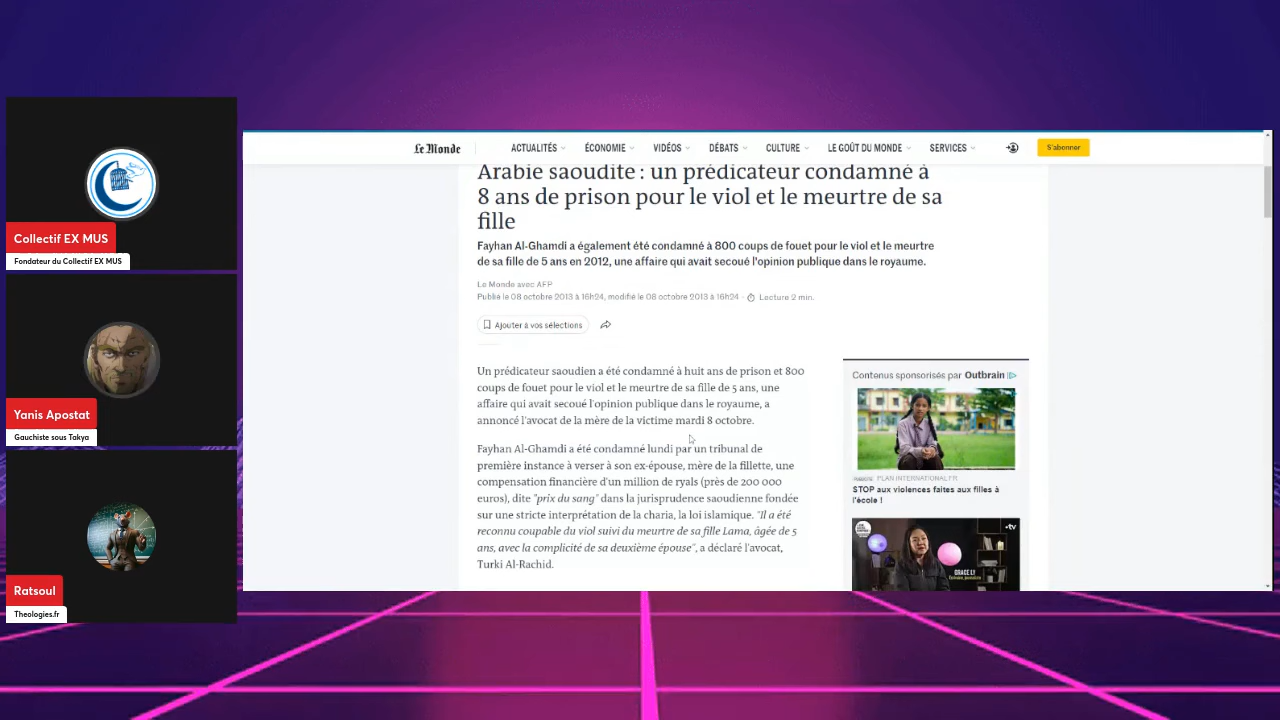 Collectif EX MUS
Fondateur du Collectif EX MUS
Yanis Apostat
Gauchiste sous Takya
Ratsoul
Theologies.fr
Le Monde
ACTUALITÉS
ÉCONOMIE
VIDÉOS
DÉBATS
CULTURE
LE GOÛT DU MONDE
SERVICES
S'abonner
Arabie saoudite : un prédicateur condamné à
8 ans de prison pour le viol et le meurtre de sa
fille
Fayhan Al-Ghamdi a également été condamné à 800 coups de fouet pour le viol et le meurtre
de sa fille de 5 ans en 2012, une affaire qui avait secoué l'opinion publique dans le royaume.
Le Monde avec AFP
Publié le 08 octobre 2013 à 16h24, modifié le 08 octobre 2013 à 16h24 · Lecture 2 min.
Ajouter à vos sélections
Un prédicateur saoudien a été condamné à huit ans de prison et 800
coups de fouet pour le viol et le meurtre de sa fille de 5 ans, une
affaire qui avait secoué l'opinion publique dans le royaume, a
annoncé l'avocat de la mère de la victime mardi 8 octobre.
Fayhan Al-Ghamdi a été condamné lundi par un tribunal de
première instance à verser à son ex-épouse, mère de la fillette, une
compensation financière d'un million de ryals (près de 200 000
euros), dite "prix du sang" dans la jurisprudence saoudienne fondée
sur une stricte interprétation de la charia, la loi islamique. "Il a été
reconnu coupable du viol suivi du meurtre de sa fille Lama, âgée de 5
ans, avec la complicité de sa deuxième épouse", a déclaré l'avocat,
Turki Al-Rachid.
Contenus sponsorisés par Outbrain
PLAN INTERNATIONAL FR
STOP aux violences faites aux filles à
l'école !
tv
GRACE LY